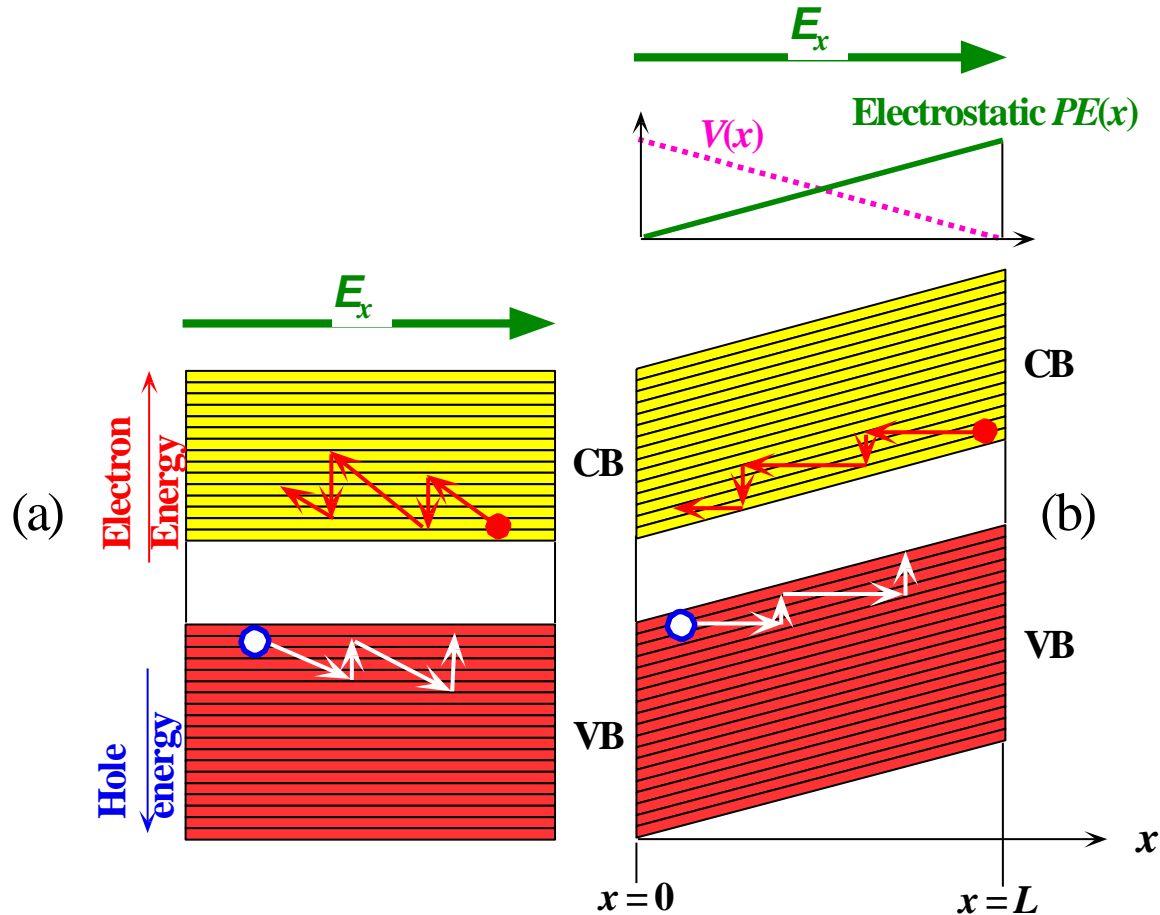 Ex
V(x)
Electrostatic PE(x)
Ex
Electron
Energy
Hole
energy
(a)
CB
VB
CB
(b)
VB
x
x = 0
x = L